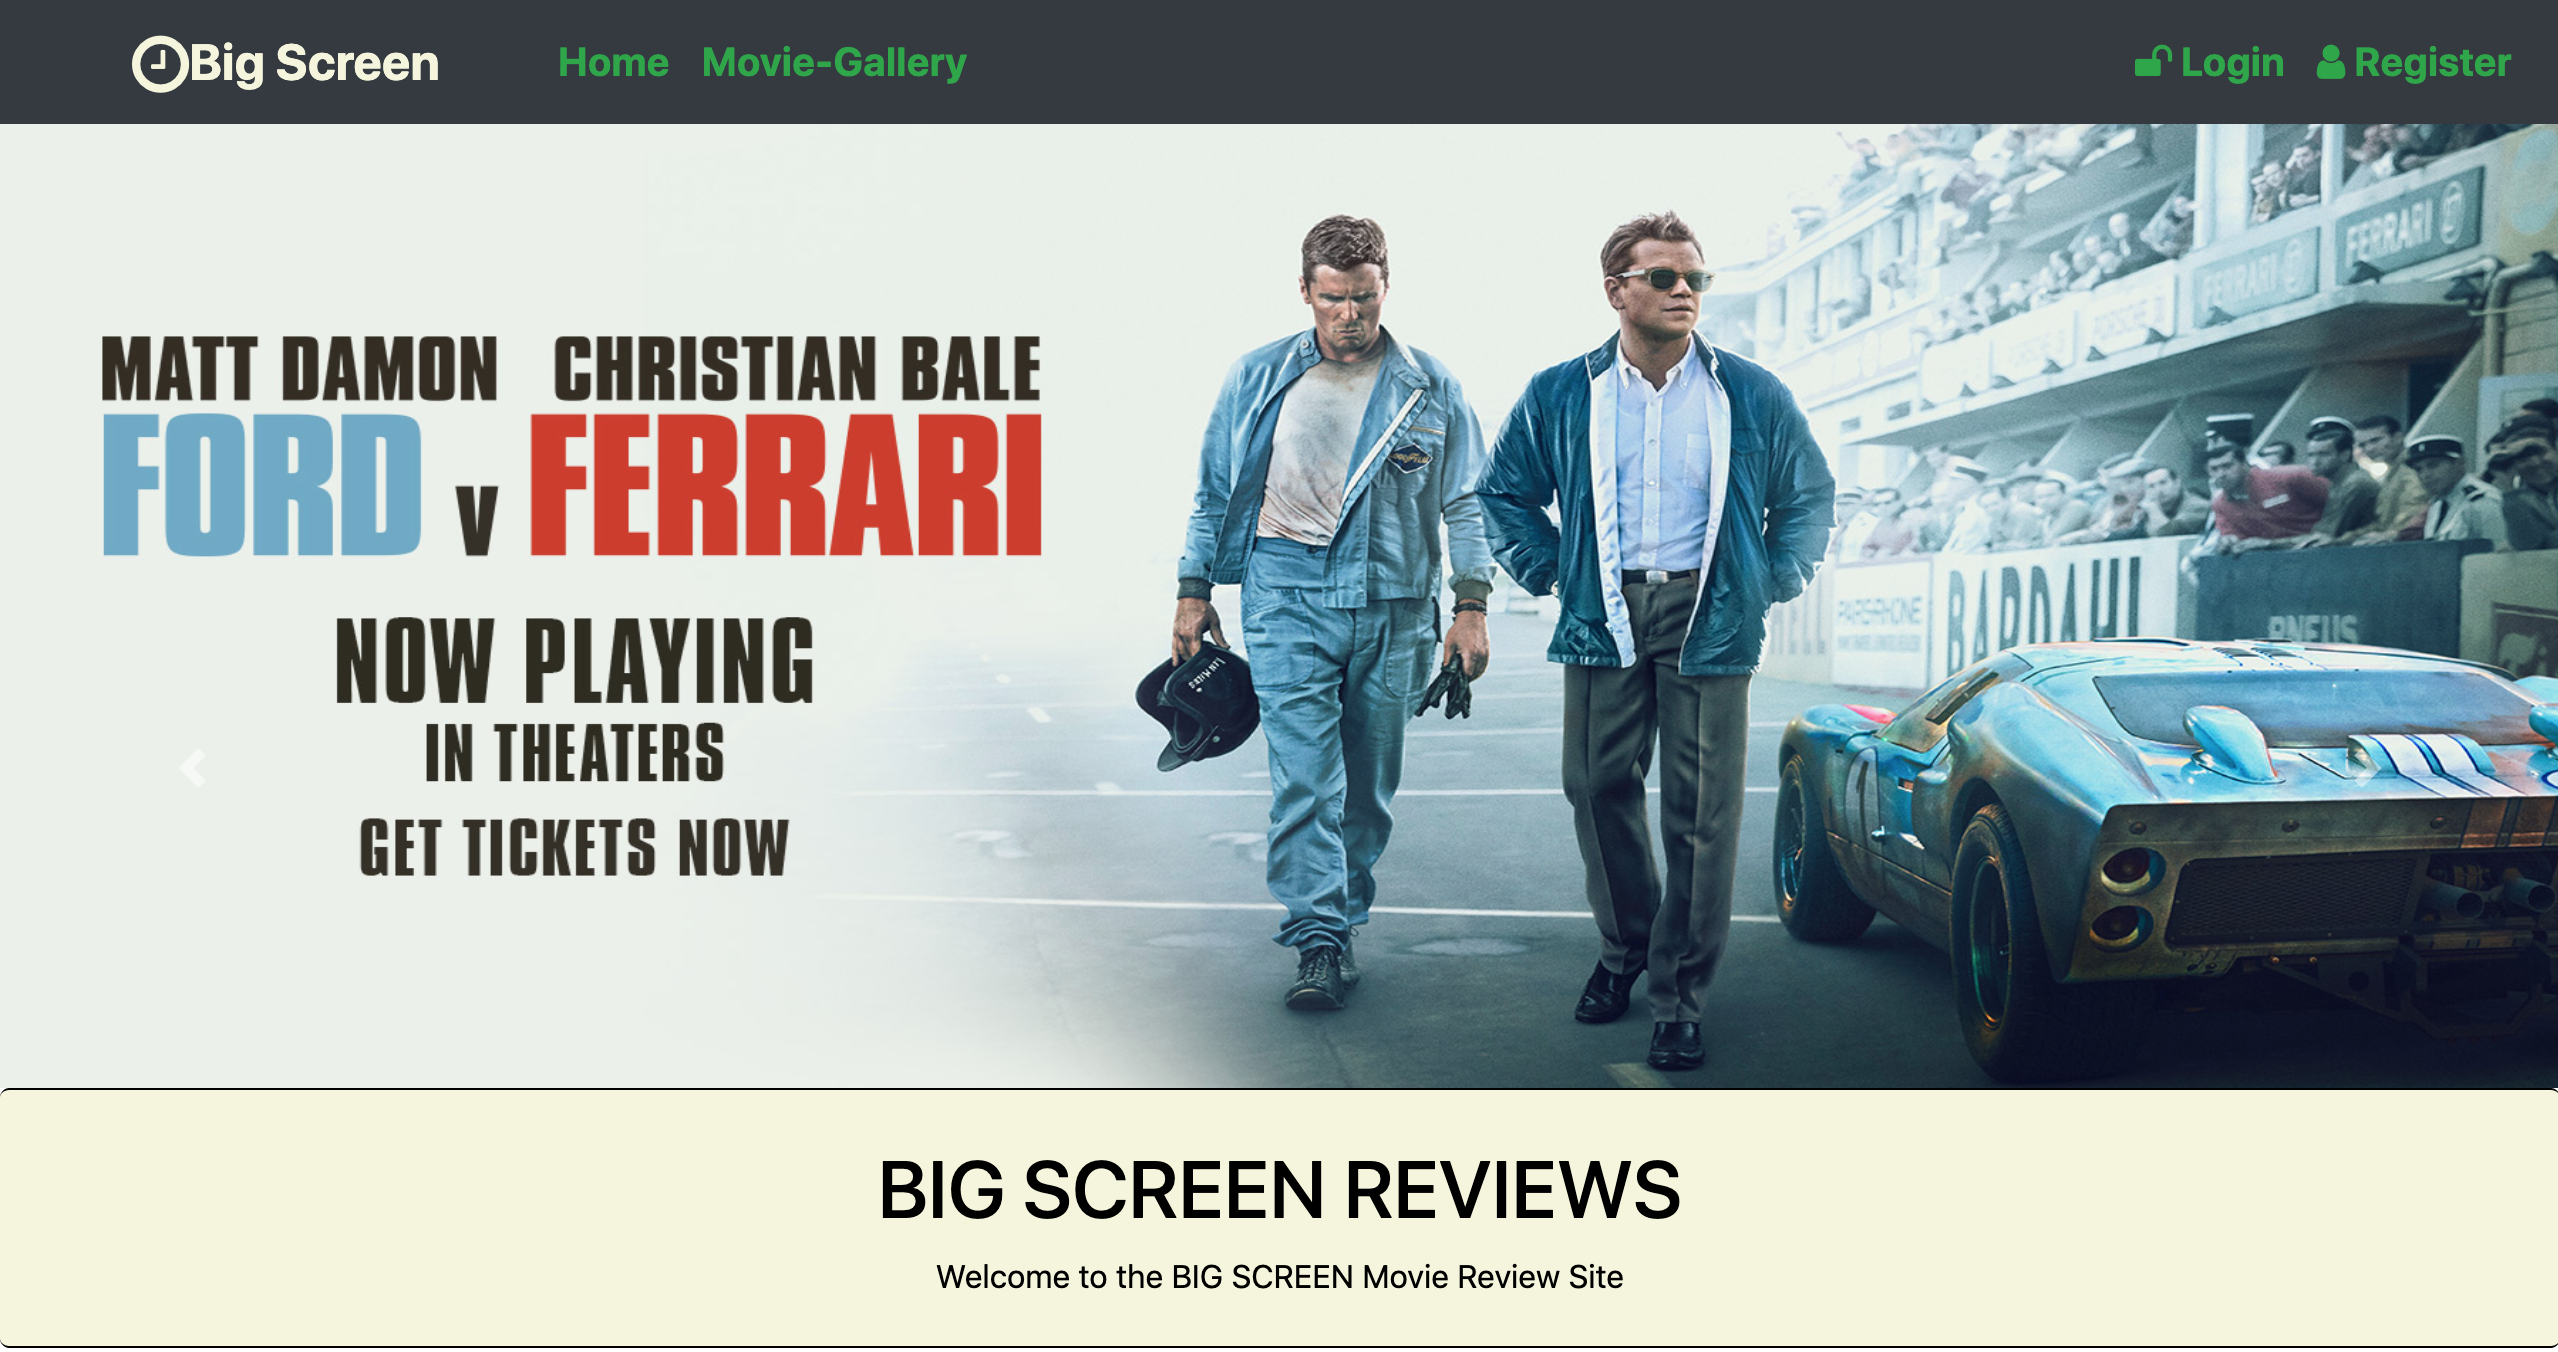 Big Screen Home Movie-Gallery Login Register
MATT DAMON CHRISTIAN BALE
FORD v FERRARI
NOW PLAYING
IN THEATERS
GET TICKETS NOW
FERRARI
FERRARI
BARDAHL
PNEUS
BIG SCREEN REVIEWS
Welcome to the BIG SCREEN Movie Review Site